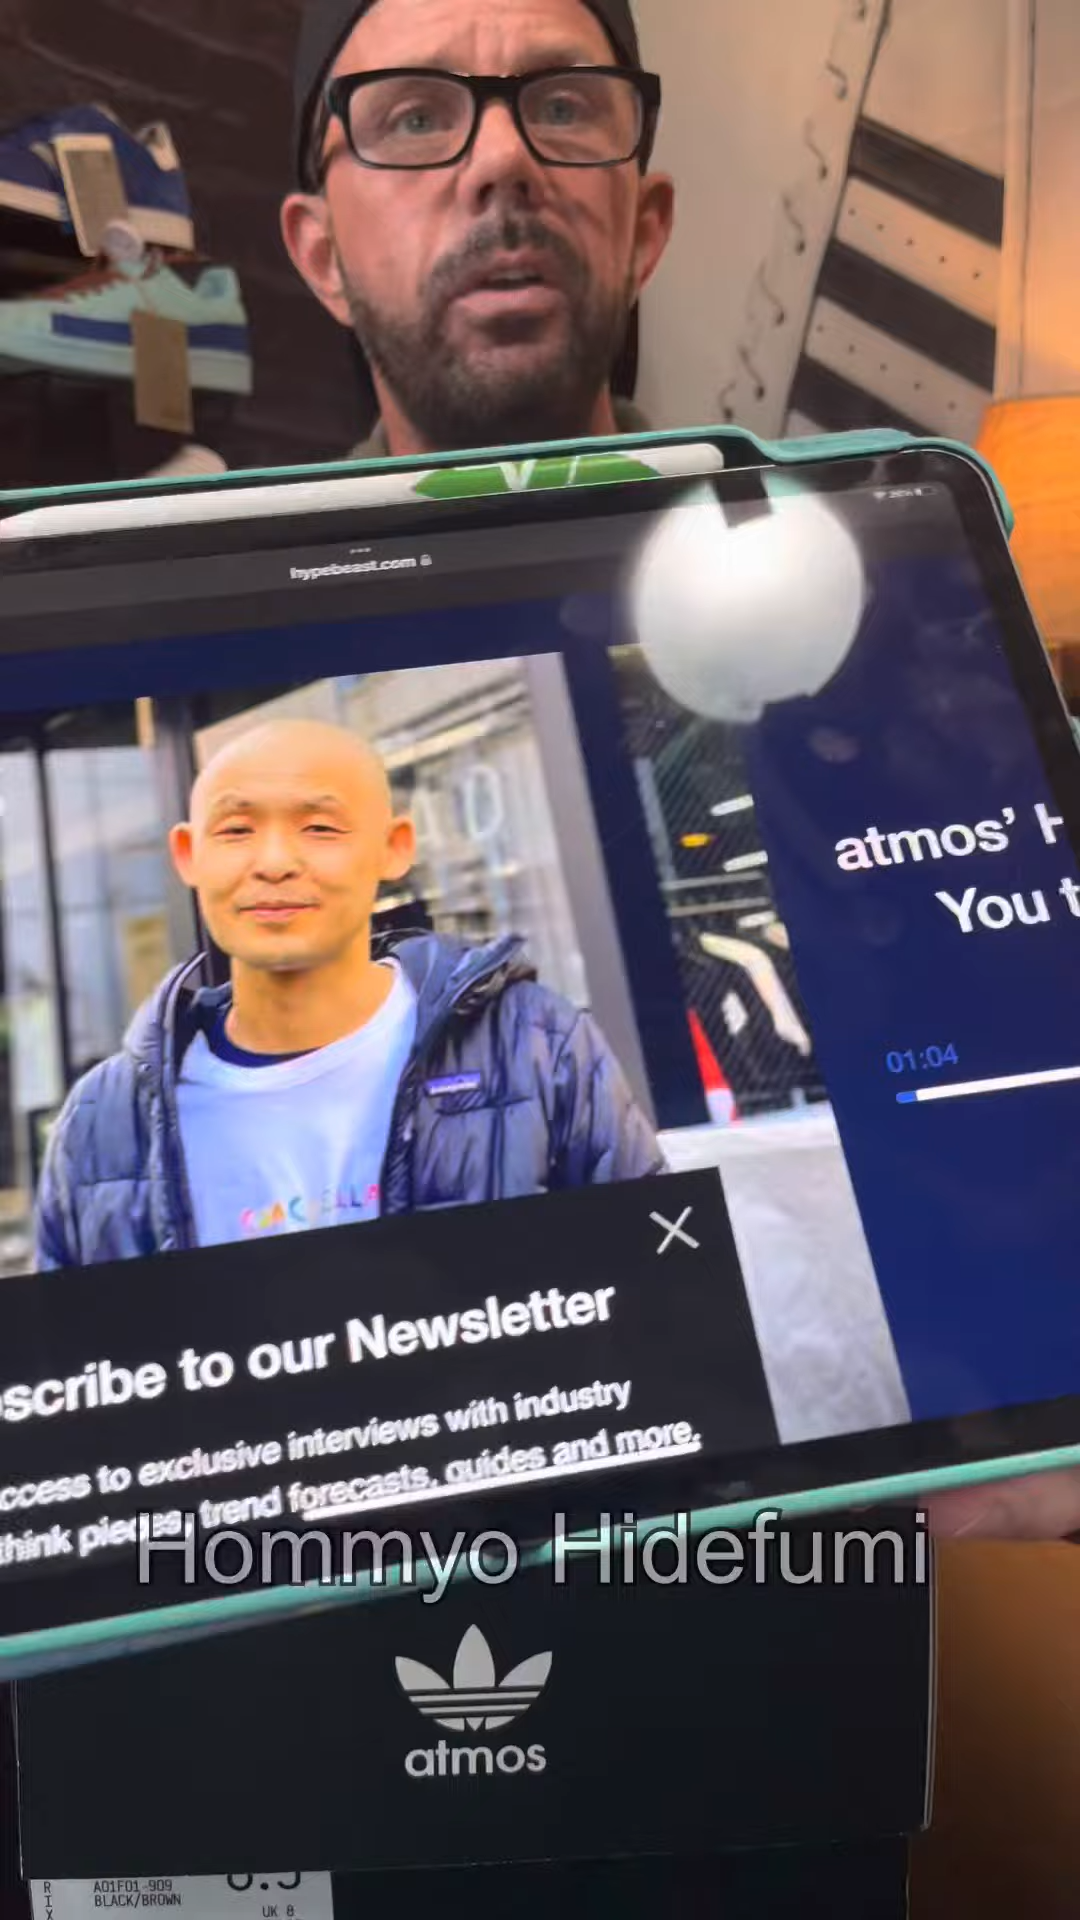 hypebeast.com
atmos’ H
You t
01:04
scribe to our Newsletter
ccess to exclusive interviews with industry
think pieces, trend forecasts, guides and more.
Hommyo Hidefumi
atmos
A01F01-909
BLACK/BROWN
UK 8